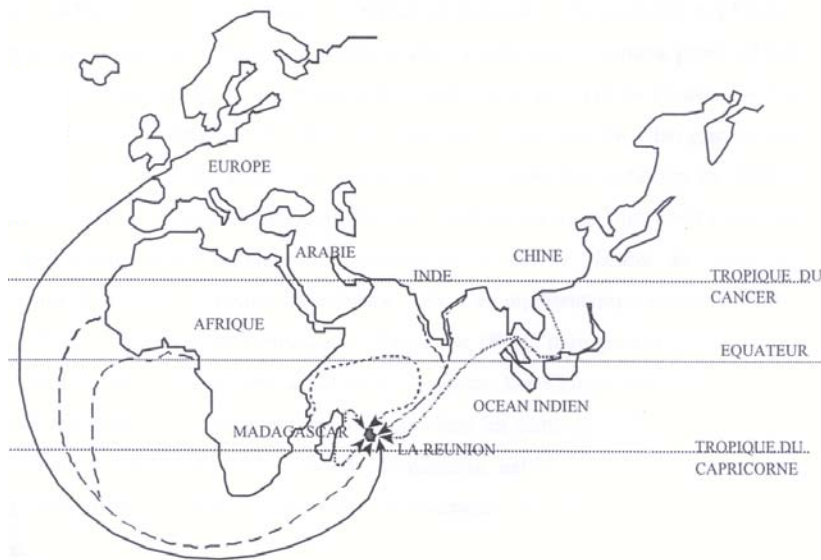 EUROPE
ARABIE
CHINE
INDE
TROPIQUE DU
CANCER
AFRIQUE
EQUATEUR
OCEAN INDIEN
MADAGASCAR
LA REUNION
TROPIQUE DU
CAPRICORNE